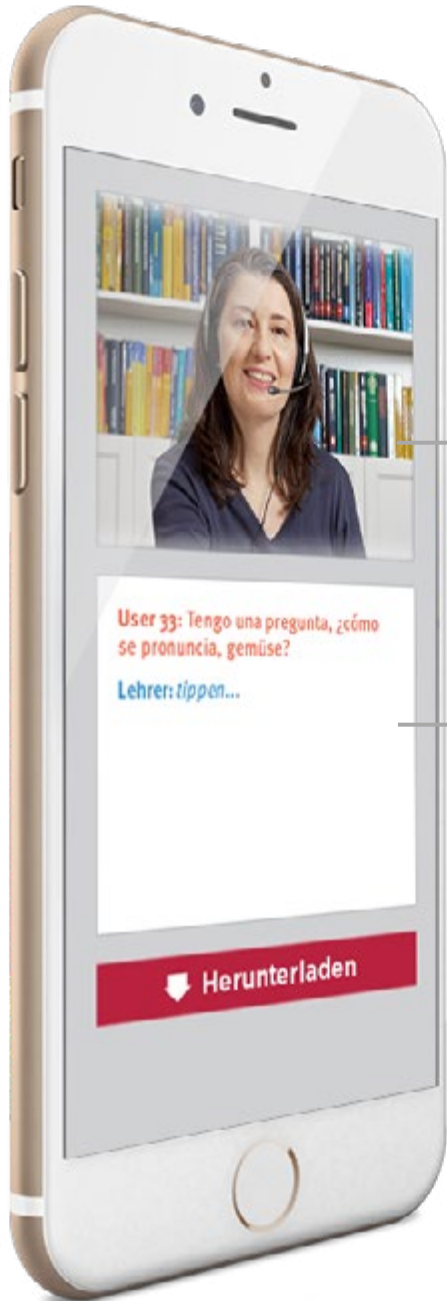 User 33: Tengo una pregunta, ¿cómo
se pronuncia, gemüse?
Lehrer: tippen...
Herunterladen